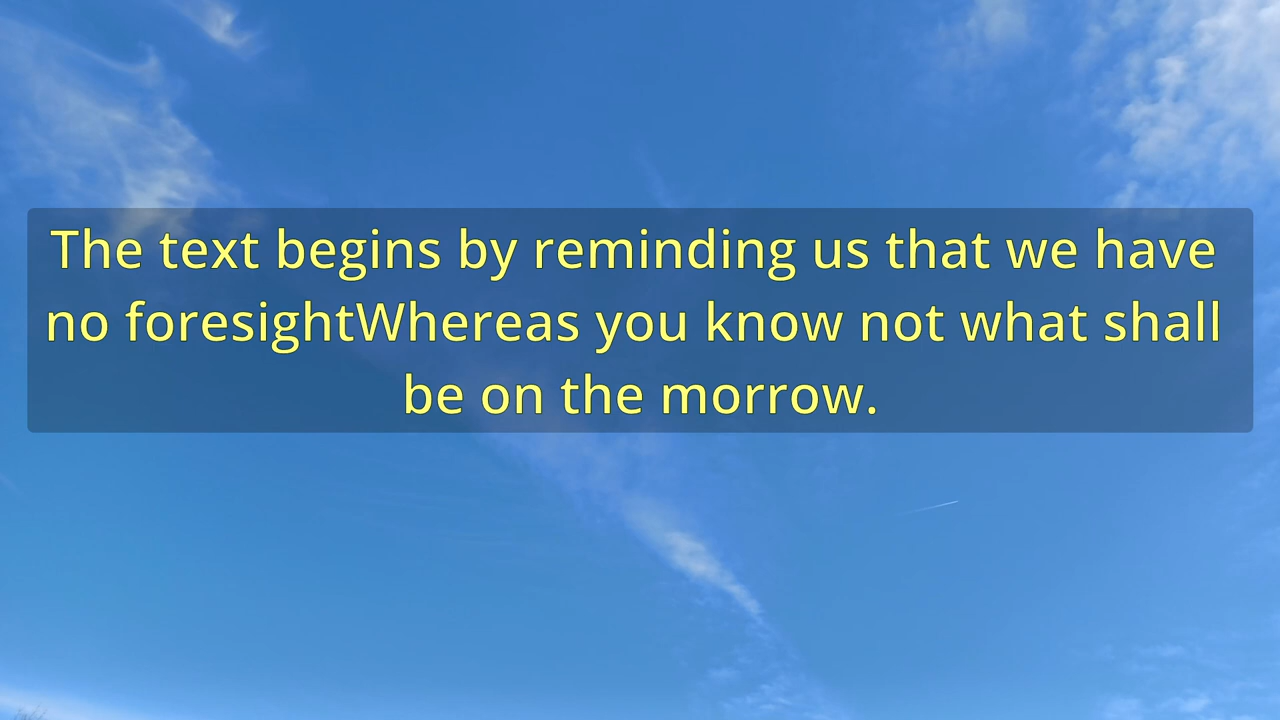 The text begins by reminding us that we have
no foresightWhereas you know not what shall
be on the morrow.